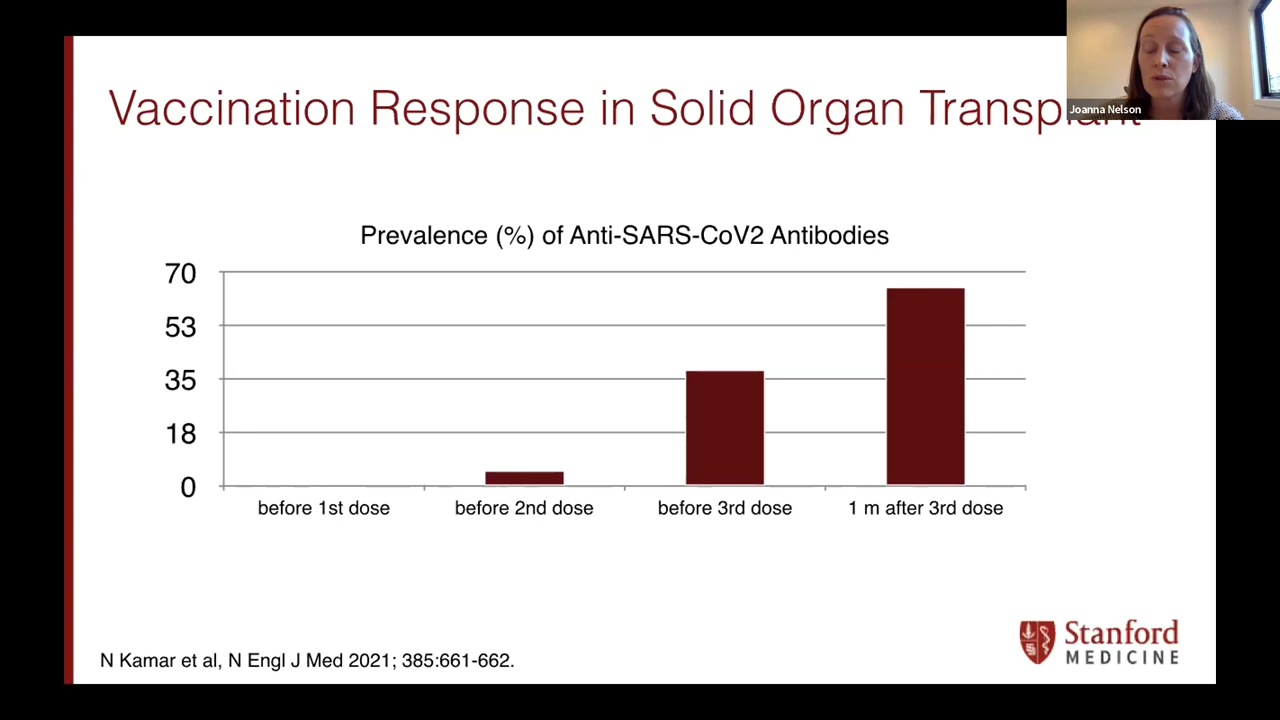 Vaccination Response in Solid Organ Transplant
Joanna Nelson
Prevalence (%) of Anti-SARS-CoV2 Antibodies
70
53
35
18
0
before 1st dose
before 2nd dose
before 3rd dose
1 m after 3rd dose
N Kamar et al, N Engl J Med 2021; 385:661-662.
Stanford
MEDICINE